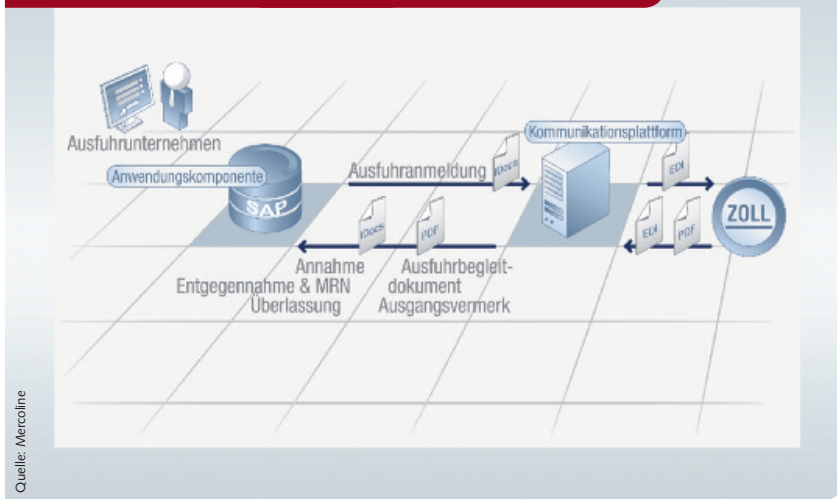 Ausfuhrunternehmen
Anwendungskomponente
SAP
Ausfuhranmeldung
IDocs
Kommunikationsplattform
EDI
ZOLL
IDocs
PDF
EDI
PDF
Annahme
Entgegennahme & MRN
Überlassung
Ausfuhrbegleit-
dokument
Ausgangsvermerk
Quelle: Mercoline